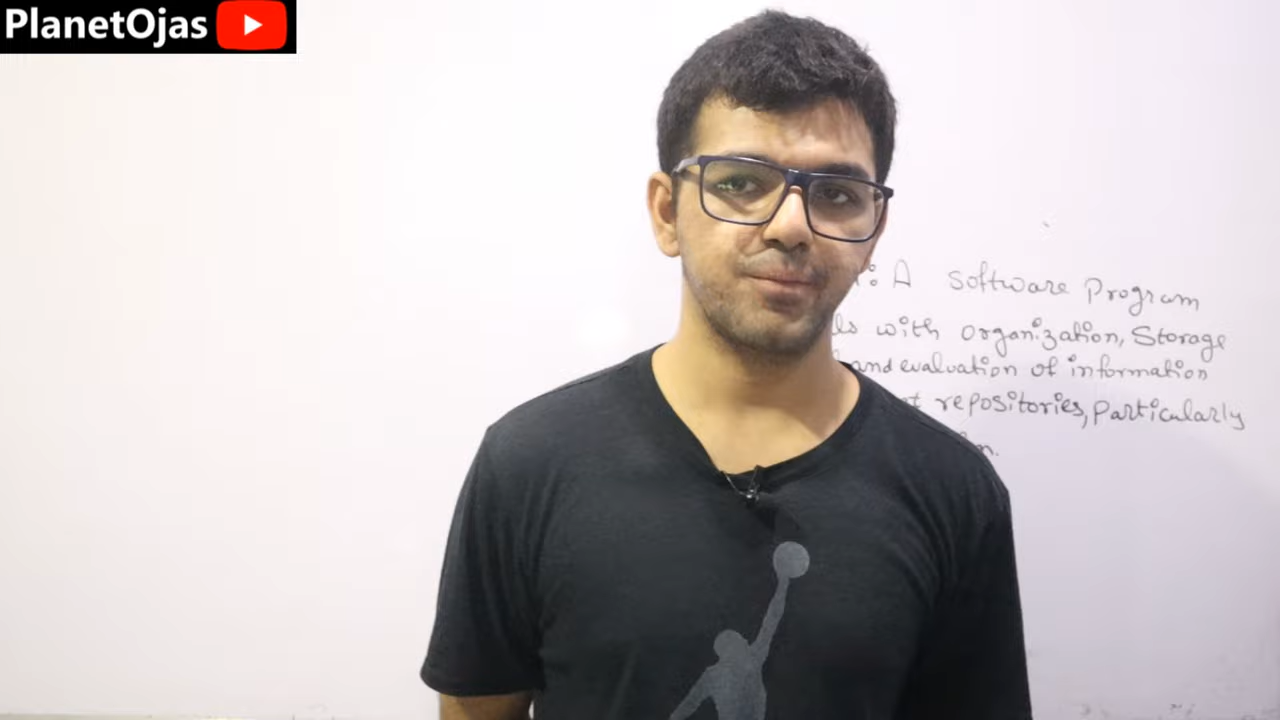 PlanetOjas
: A software Program
with organization, Storage
and evaluation of information
repositories, particularly